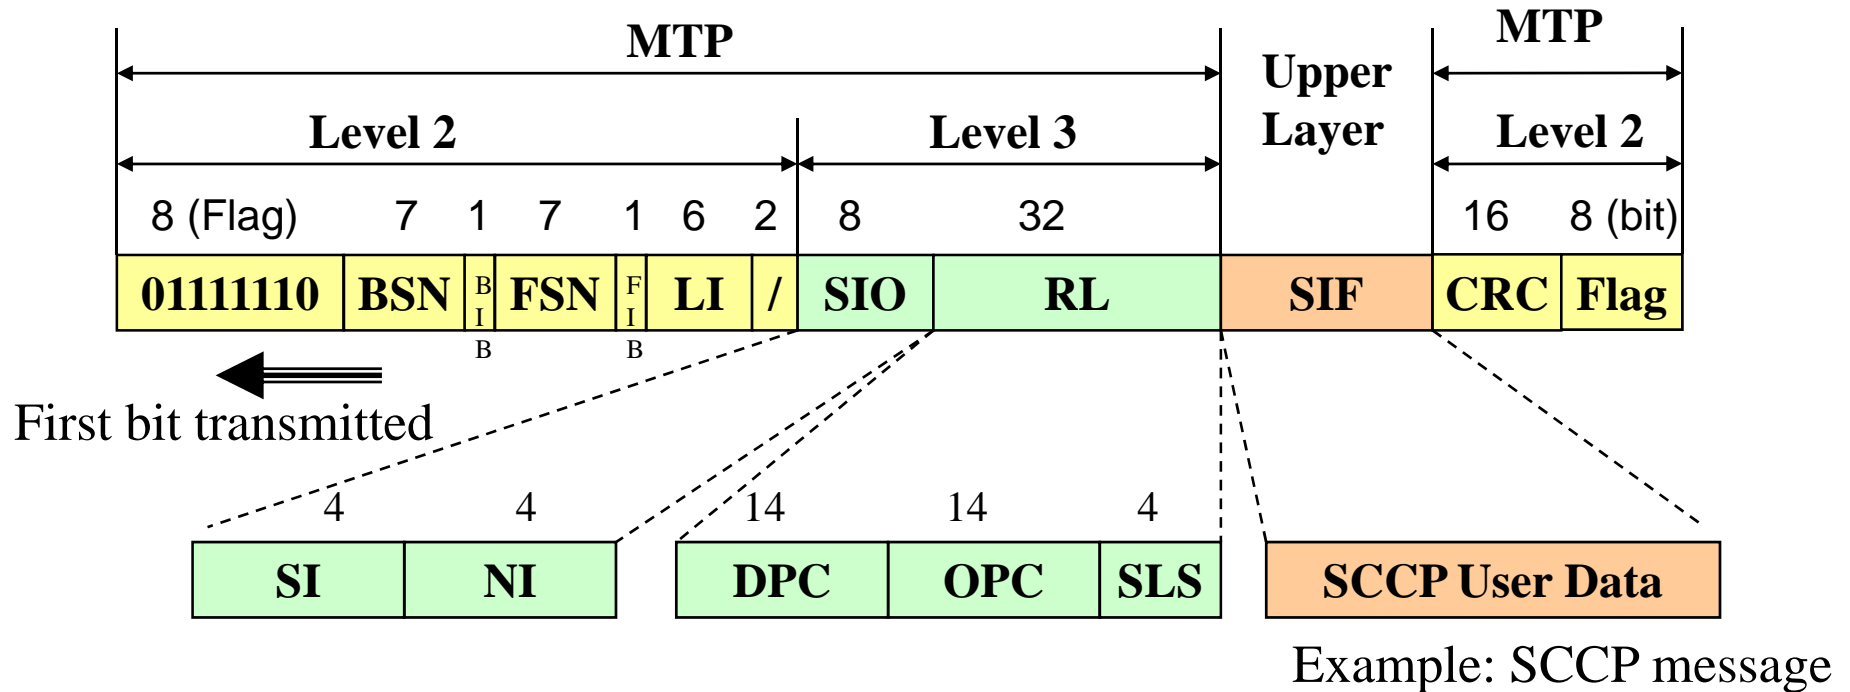 MTP
MTP
Upper
Layer
Level 2
Level 3
Level 2
8 (Flag) 7 1 7 1 6 2 8 32 16 8 (bit)
01111110 BSN BIB FSN FIB LI / SIO RL SIF CRC Flag
First bit transmitted
4 4 14 14 4
SI NI DPC OPC SLS SCCP User Data
Example: SCCP message